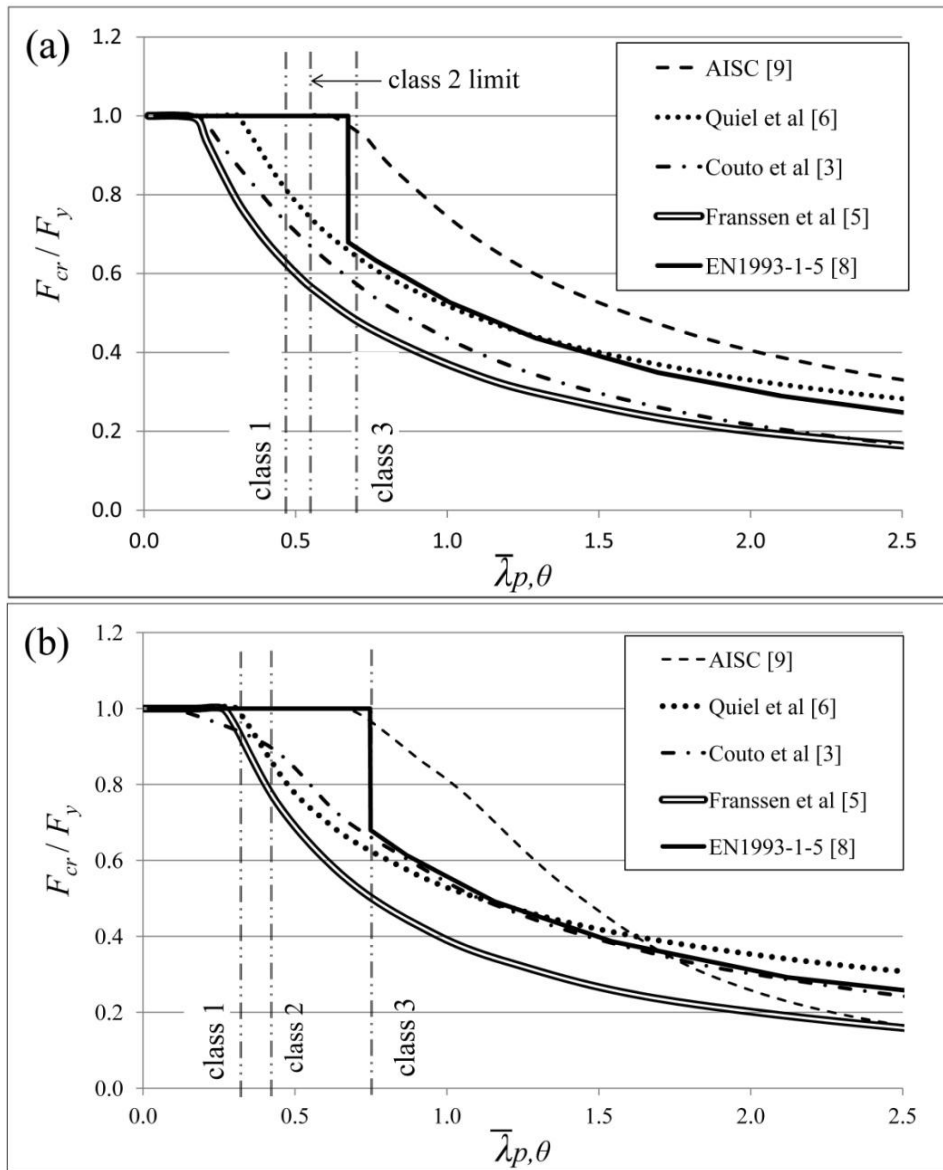 (a)
1.2
1.0
0.8
0.6
0.4
0.2
0.0
F_cr / F_y
class 2 limit
AISC [9]
Quiel et al [6]
Couto et al [3]
Franssen et al [5]
EN1993-1-5 [8]
class 1
class 3
0.0 0.5 1.0 1.5 2.0 2.5
λ̅p,θ
(b)
1.2
1.0
0.8
0.6
0.4
0.2
0.0
F_cr / F_y
AISC [9]
Quiel et al [6]
Couto et al [3]
Franssen et al [5]
EN1993-1-5 [8]
class 1
class 2
class 3
0.0 0.5 1.0 1.5 2.0 2.5
λ̅p,θ